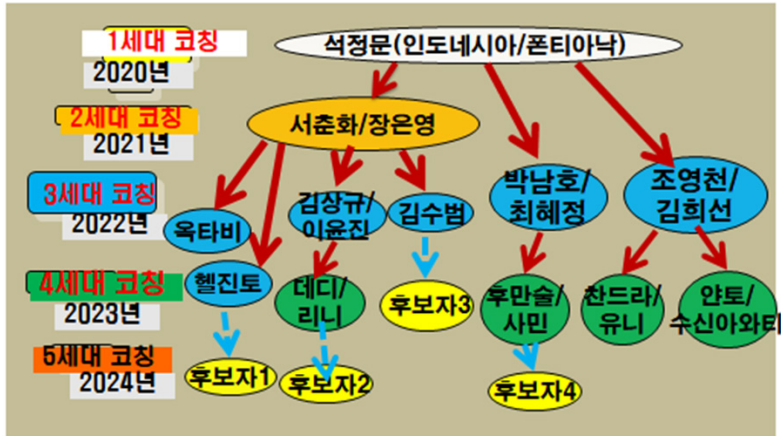 1세대 코칭
2020년
석정문(인도네시아/폰티아낙)
2세대 코칭
2021년
서춘화/장은영
3세대 코칭
2022년
옥타비
김상규/
이윤진
김수범
박남호/
최혜정
조영천/
김희선
4세대 코칭
2023년
헬진토
데디/
리니
후보자3
후만술/
사민
찬드라/
유니
얀토/
수신아와티
5세대 코칭
2024년
후보자1
후보자2
후보자4